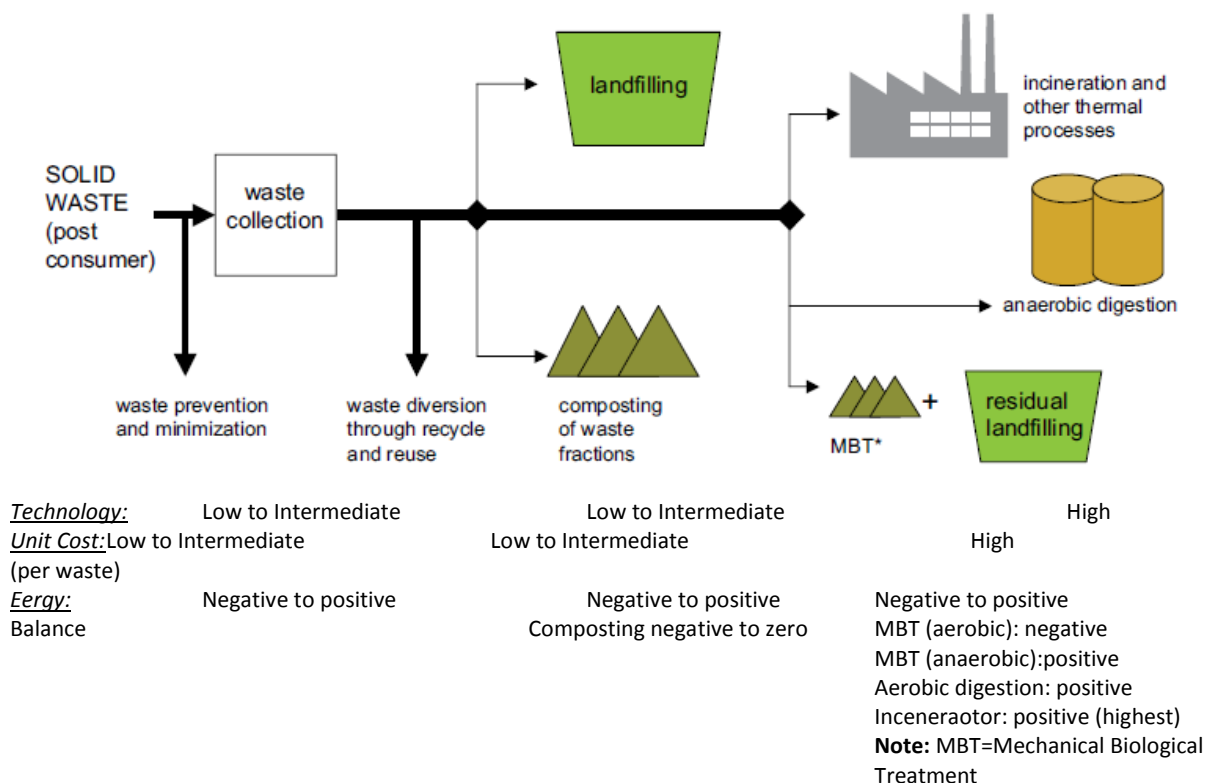 landfilling
incineration and
other thermal
processes
SOLID
WASTE
(post
consumer)
waste
collection
anaerobic digestion
waste prevention
and minimization
waste diversion
through recycle
and reuse
composting
of waste
fractions
MBT*
+
residual
landfilling
Technology: Low to Intermediate Low to Intermediate High
Unit Cost:Low to Intermediate Low to Intermediate High
(per waste)
Eergy: Negative to positive Negative to positive Negative to positive
Balance Composting negative to zero MBT (aerobic): negative
MBT (anaerobic):positive
Aerobic digestion: positive
Inceneraotor: positive (highest)
Note: MBT=Mechanical Biological
Treatment